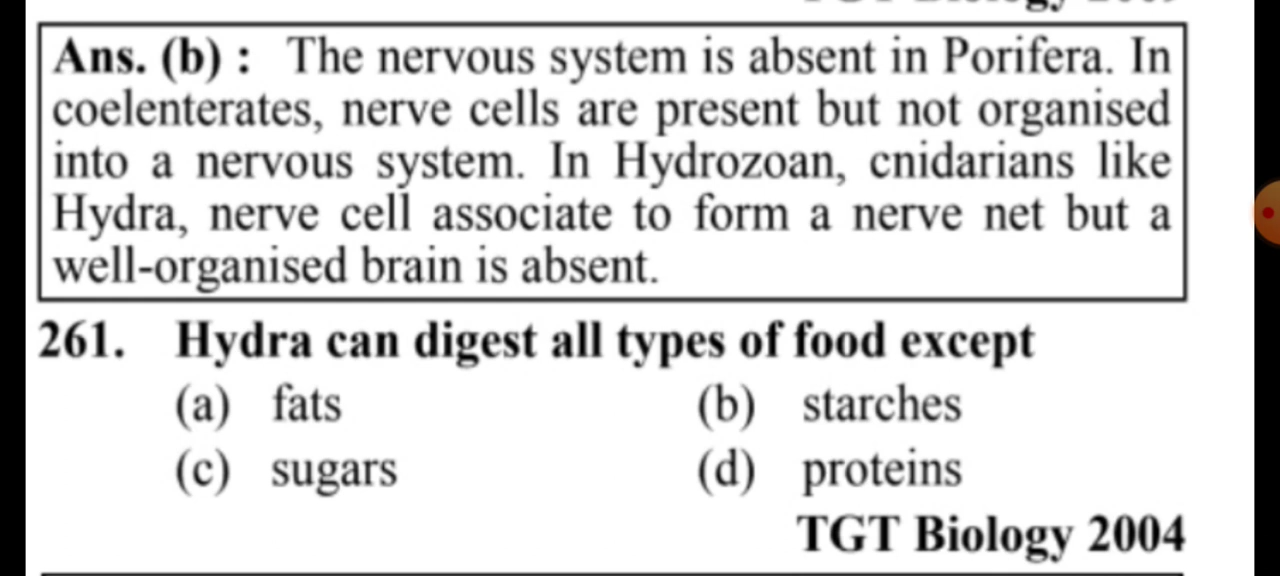 Ans. (b) : The nervous system is absent in Porifera. In
coelenterates, nerve cells are present but not organised
into a nervous system. In Hydrozoan, cnidarians like
Hydra, nerve cell associate to form a nerve net but a
well-organised brain is absent.
261. Hydra can digest all types of food except
(a) fats (b) starches
(c) sugars (d) proteins
TGT Biology 2004